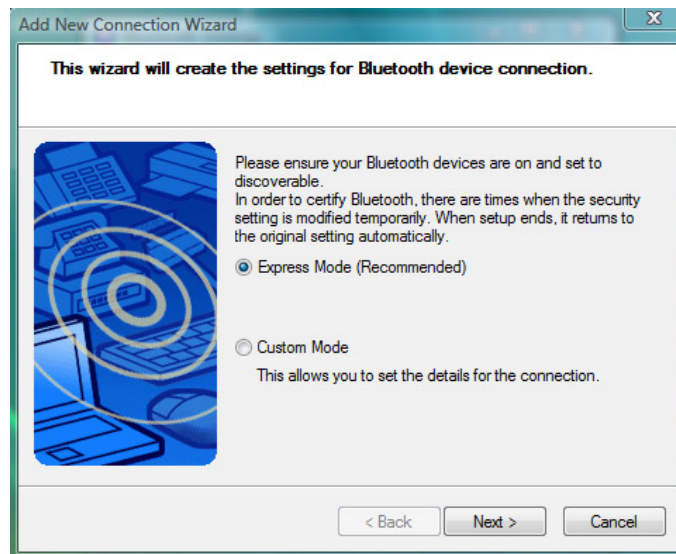 Add New Connection Wizard
This wizard will create the settings for Bluetooth device connection.
Please ensure your Bluetooth devices are on and set to
discoverable.
In order to certify Bluetooth, there are times when the security
setting is modified temporarily. When setup ends, it returns to
the original setting automatically.
Express Mode (Recommended)
Custom Mode
This allows you to set the details for the connection.
< Back Next > Cancel